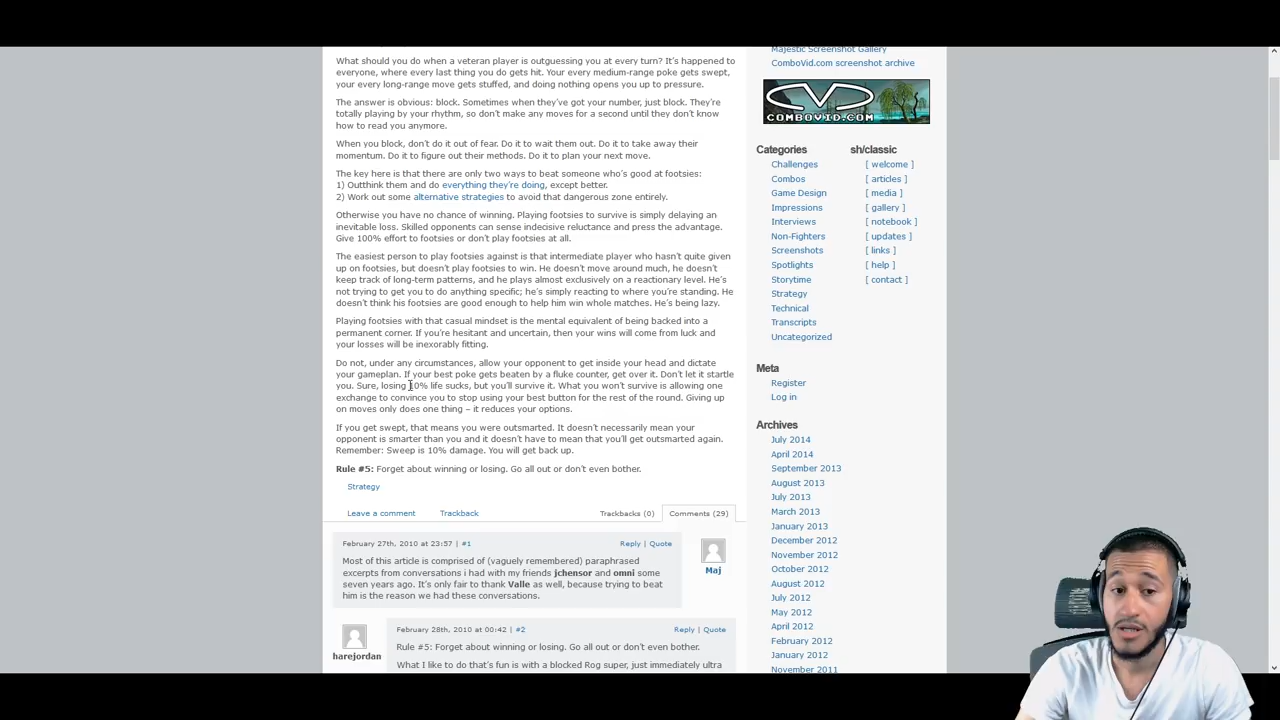 Majestic Screenshot Gallery
ComboVid.com screenshot archive
What should you do when a veteran player is outguessing you at every turn? It's happened to
everyone, where every last thing you do gets hit. Your every medium-range poke gets swept,
your every long-range move gets stuffed, and doing nothing opens you up to pressure.
The answer is obvious: block. Sometimes when they've got your number, just block. They're
totally playing by your rhythm, so don't make any moves for a second until they don't know
how to read you anymore.
When you block, don't do it out of fear. Do it to wait them out. Do it to take away their
momentum. Do it to figure out their methods. Do it to plan your next move.
The key here is that there are only two ways to beat someone who's good at footsies:
1) Outthink them and do everything they're doing, except better.
2) Work out some alternative strategies to avoid that dangerous zone entirely.
Otherwise you have no chance of winning. Playing footsies to survive is simply delaying an
inevitable loss. Skilled opponents can sense indecisive reluctance and press the advantage.
Give 100% effort to footsies or don't play footsies at all.
The easiest person to play footsies against is that intermediate player who hasn't quite given
up on footsies, but doesn't play footsies to win. He doesn't move around much, he doesn't
keep track of long-term patterns, and he plays almost exclusively on a reactionary level. He's
not trying to get you to do anything specific; he's simply reacting to where you're standing. He
doesn't think his footsies are good enough to help him win whole matches. He's being lazy.
Playing footsies with that casual mindset is the mental equivalent of being backed into a
permanent corner. If you're hesitant and uncertain, then your wins will come from luck and
your losses will be inexorably fitting.
Do not, under any circumstances, allow your opponent to get inside your head and dictate
your gameplan. If your best poke gets beaten by a fluke counter, get over it. Don't let it startle
you. Sure, losing 10% life sucks, but you'll survive it. What you won't survive is allowing one
exchange to convince you to stop using your best button for the rest of the round. Giving up
on moves only does one thing – it reduces your options.
If you get swept, that means you were outsmarted. It doesn't necessarily mean your
opponent is smarter than you and it doesn't have to mean that you'll get outsmarted again.
Remember: Sweep is 10% damage. You will get back up.
Rule #5: Forget about winning or losing. Go all out or don't even bother.
Strategy
Leave a comment Trackback Trackbacks (0) Comments (29)
February 27th, 2010 at 23:57 | #1 Reply | Quote
Most of this article is comprised of (vaguely remembered) paraphrased
excerpts from conversations i had with my friends jchensor and omni some
seven years ago. It's only fair to thank Valle as well, because trying to beat
him is the reason we had these conversations.
Maj
February 28th, 2010 at 00:42 | #2 Reply | Quote
harejordan
Rule #5: Forget about winning or losing. Go all out or don't even bother.
What I like to do that's fun is with a blocked Rog super, just immediately ultra
COMBOVID.COM
Categories
Challenges
Combos
Game Design
Impressions
Interviews
Non-Fighters
Screenshots
Spotlights
Storytime
Strategy
Technical
Transcripts
Uncategorized
sh/classic
[ welcome ]
[ articles ]
[ media ]
[ gallery ]
[ notebook ]
[ updates ]
[ links ]
[ help ]
[ contact ]
Meta
Register
Log in
Archives
July 2014
April 2014
September 2013
August 2013
July 2013
March 2013
January 2013
December 2012
November 2012
October 2012
August 2012
July 2012
May 2012
April 2012
February 2012
January 2012
November 2011